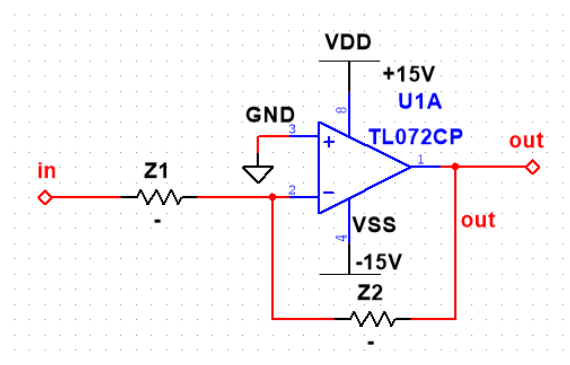 VDD
+15V
U1A
GND
8
3
TL072CP
+
1
out
in
Z1
-
2
−
VSS
out
4
-15V
Z2
-